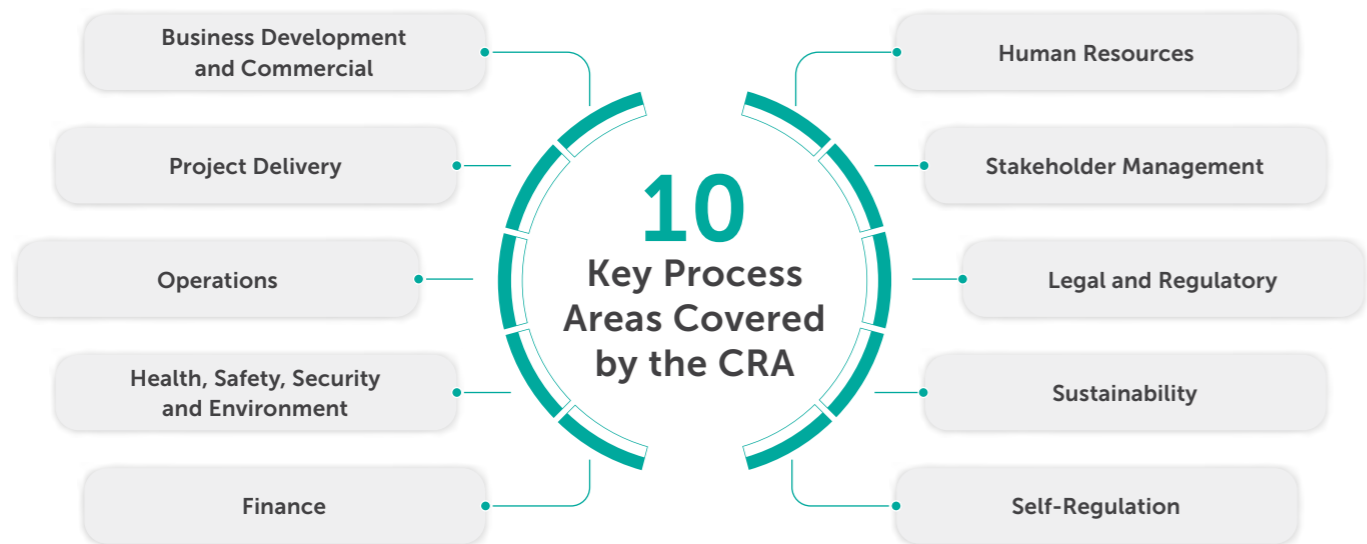 Business Development
and Commercial
Project Delivery
Operations
Health, Safety, Security
and Environment
Finance
10
Key Process
Areas Covered
by the CRA
Human Resources
Stakeholder Management
Legal and Regulatory
Sustainability
Self-Regulation